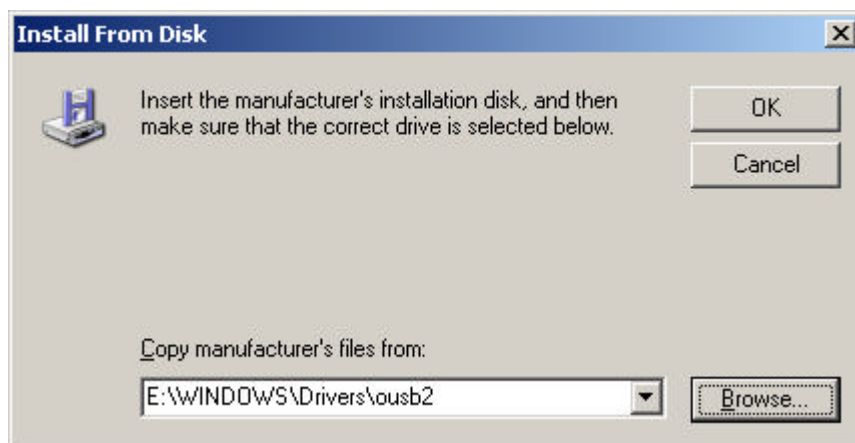 Install From Disk
Insert the manufacturer's installation disk, and then
make sure that the correct drive is selected below.
OK
Cancel
Copy manufacturer's files from:
E:\WINDOWS\Drivers\ousb2
Browse...